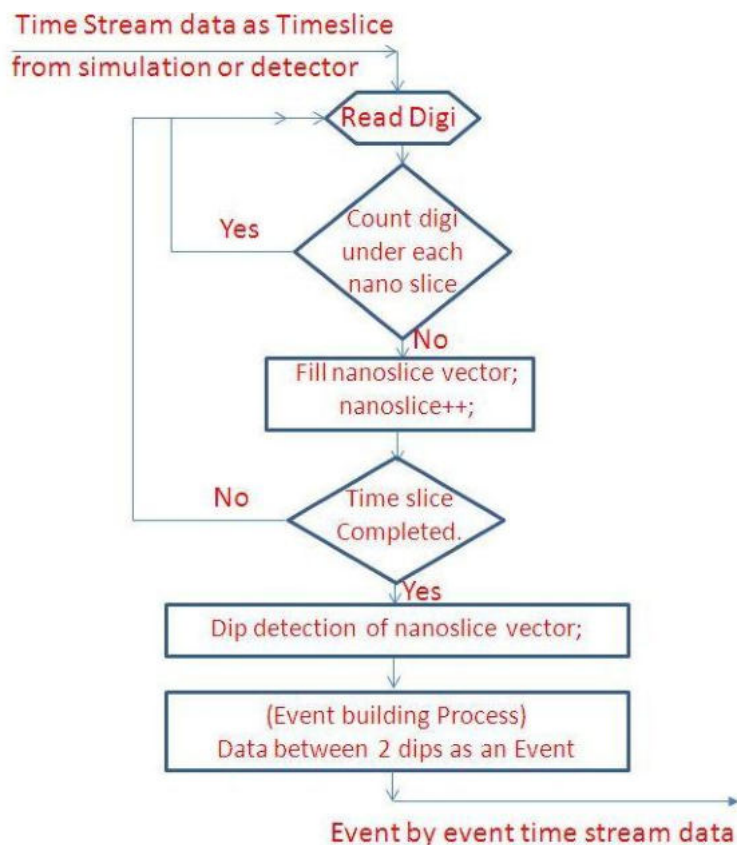 Time Stream data as Timeslice
from simulation or detector
Read Digi
Count digi
under each
nano slice
Yes
No
Fill nanoslice vector;
nanoslice++;
No
Time slice
Completed.
Yes
Dip detection of nanoslice vector;
(Event building Process)
Data between 2 dips as an Event
Event by event time stream data